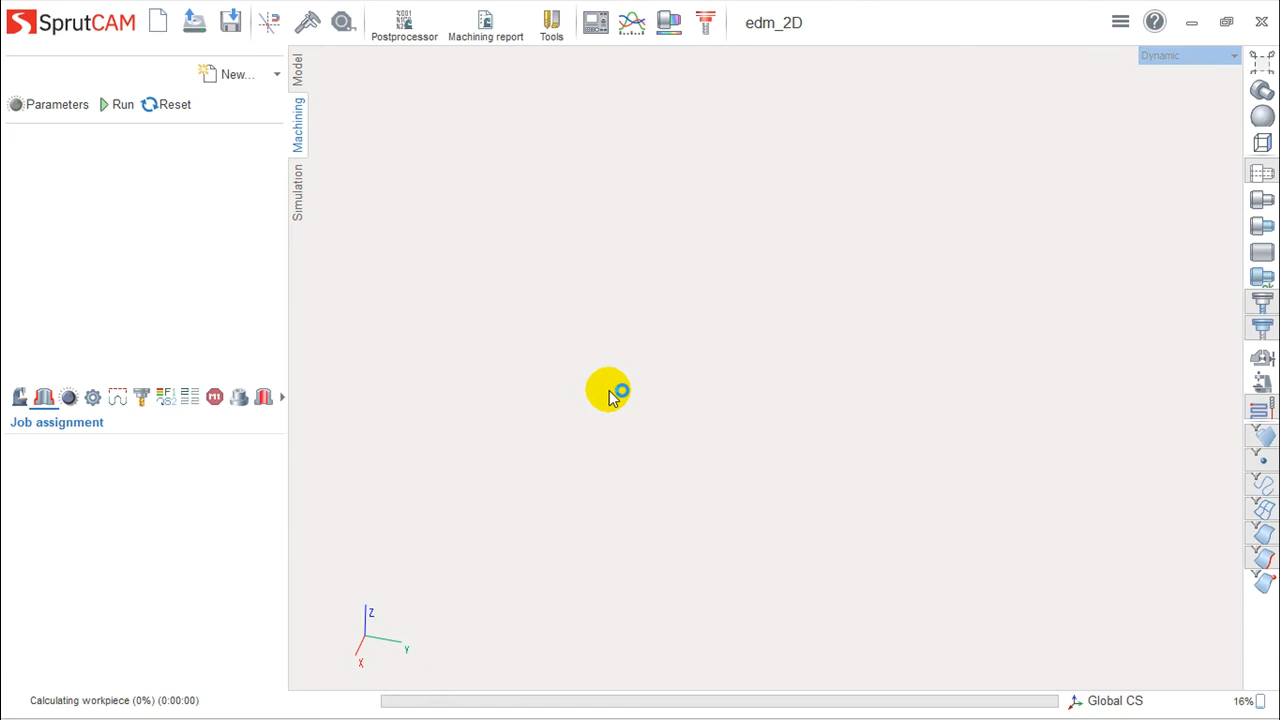 SprutCAM
Postprocessor
Machining report
Tools
edm_2D
New...
Parameters
Run
Reset
Model
Machining
Simulation
Dynamic
Job assignment
Z
Y
X
Calculating workpiece (0%) (0:00:00)
Global CS
16%